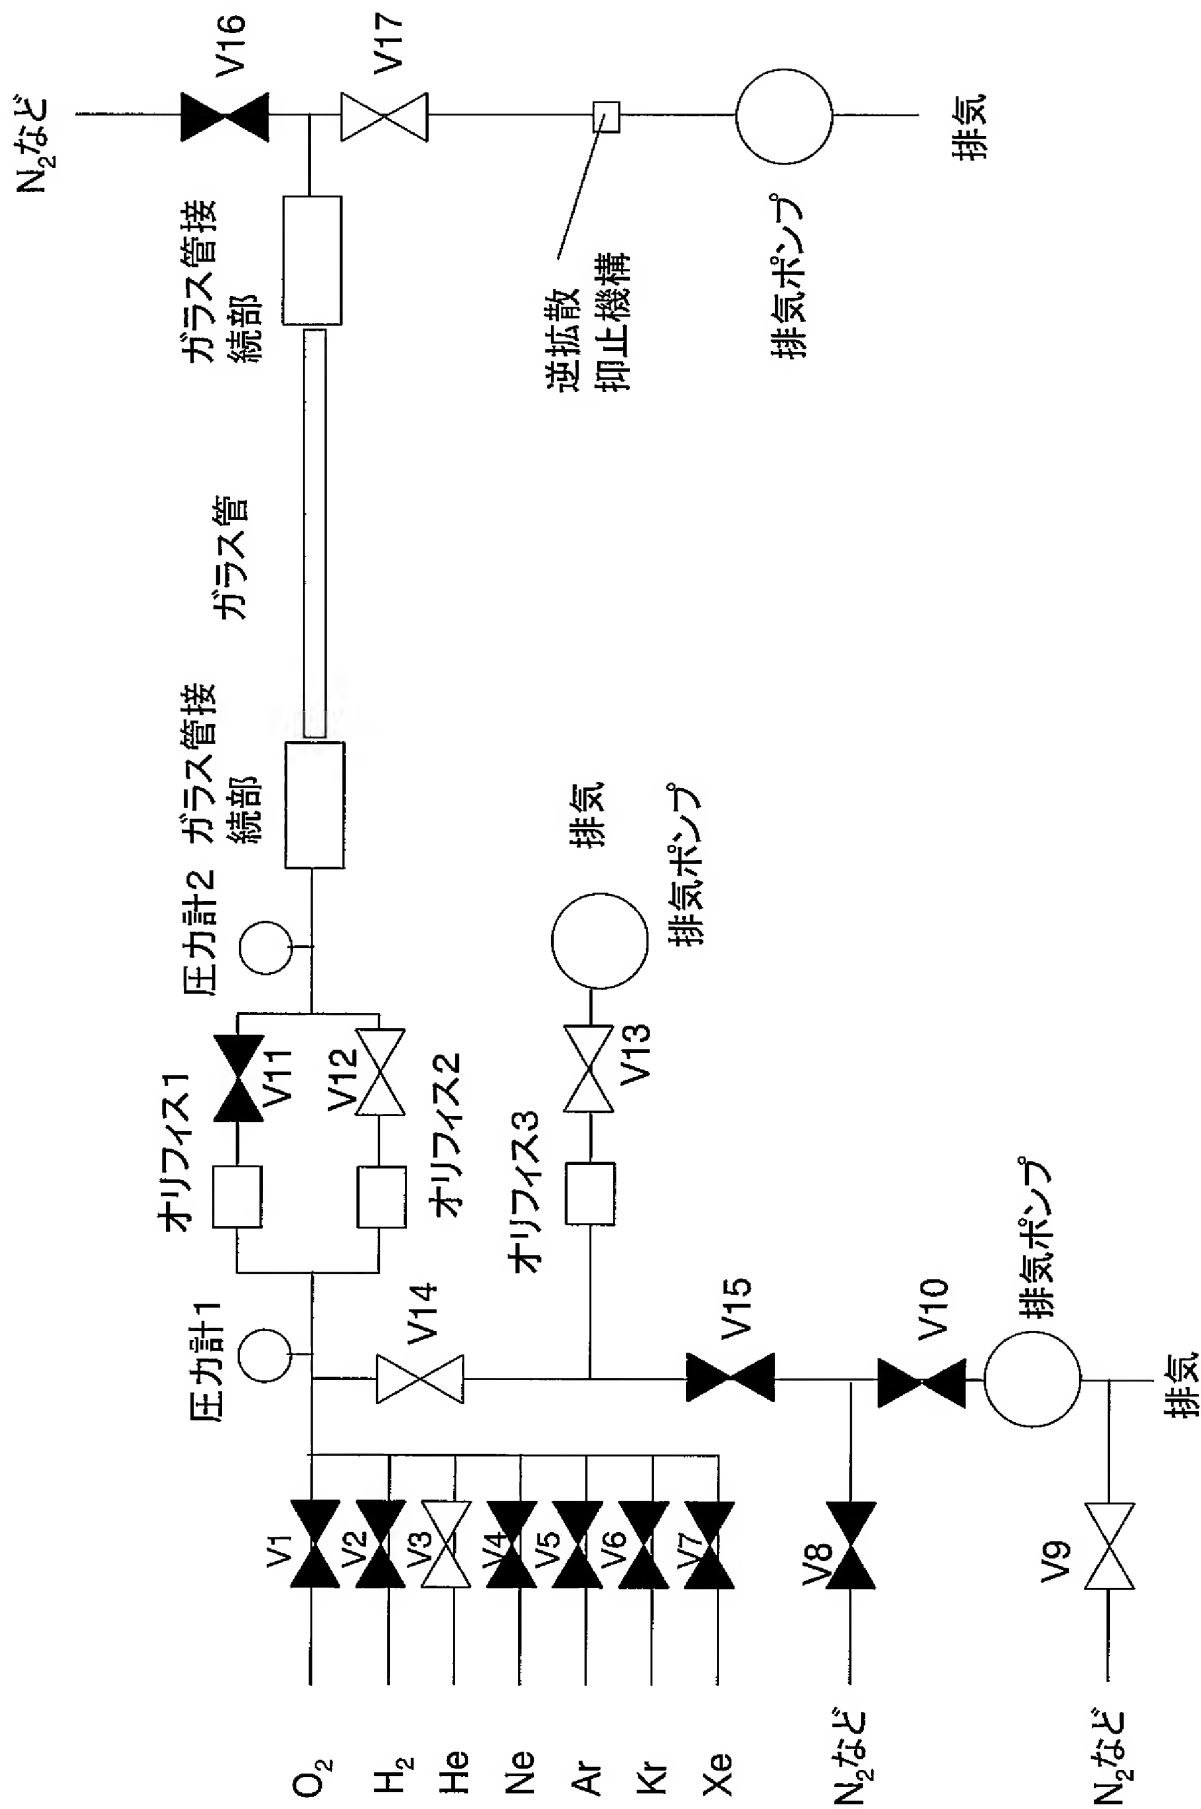 N₂など
V16
V17
ガラス管接
続部
逆拡散
抑止機構
排気ポンプ
排気
ガラス管
ガラス管接
続部
圧力計2
排気
排気ポンプ
オリフィス1
V11
V12
オリフィス2
オリフィス3
V13
圧力計1
V14
V15
V10
排気ポンプ
排気
V1
V2
V3
V4
V5
V6
V7
V8
V9
O₂
H₂
He
Ne
Ar
Kr
Xe
N₂など
N₂など